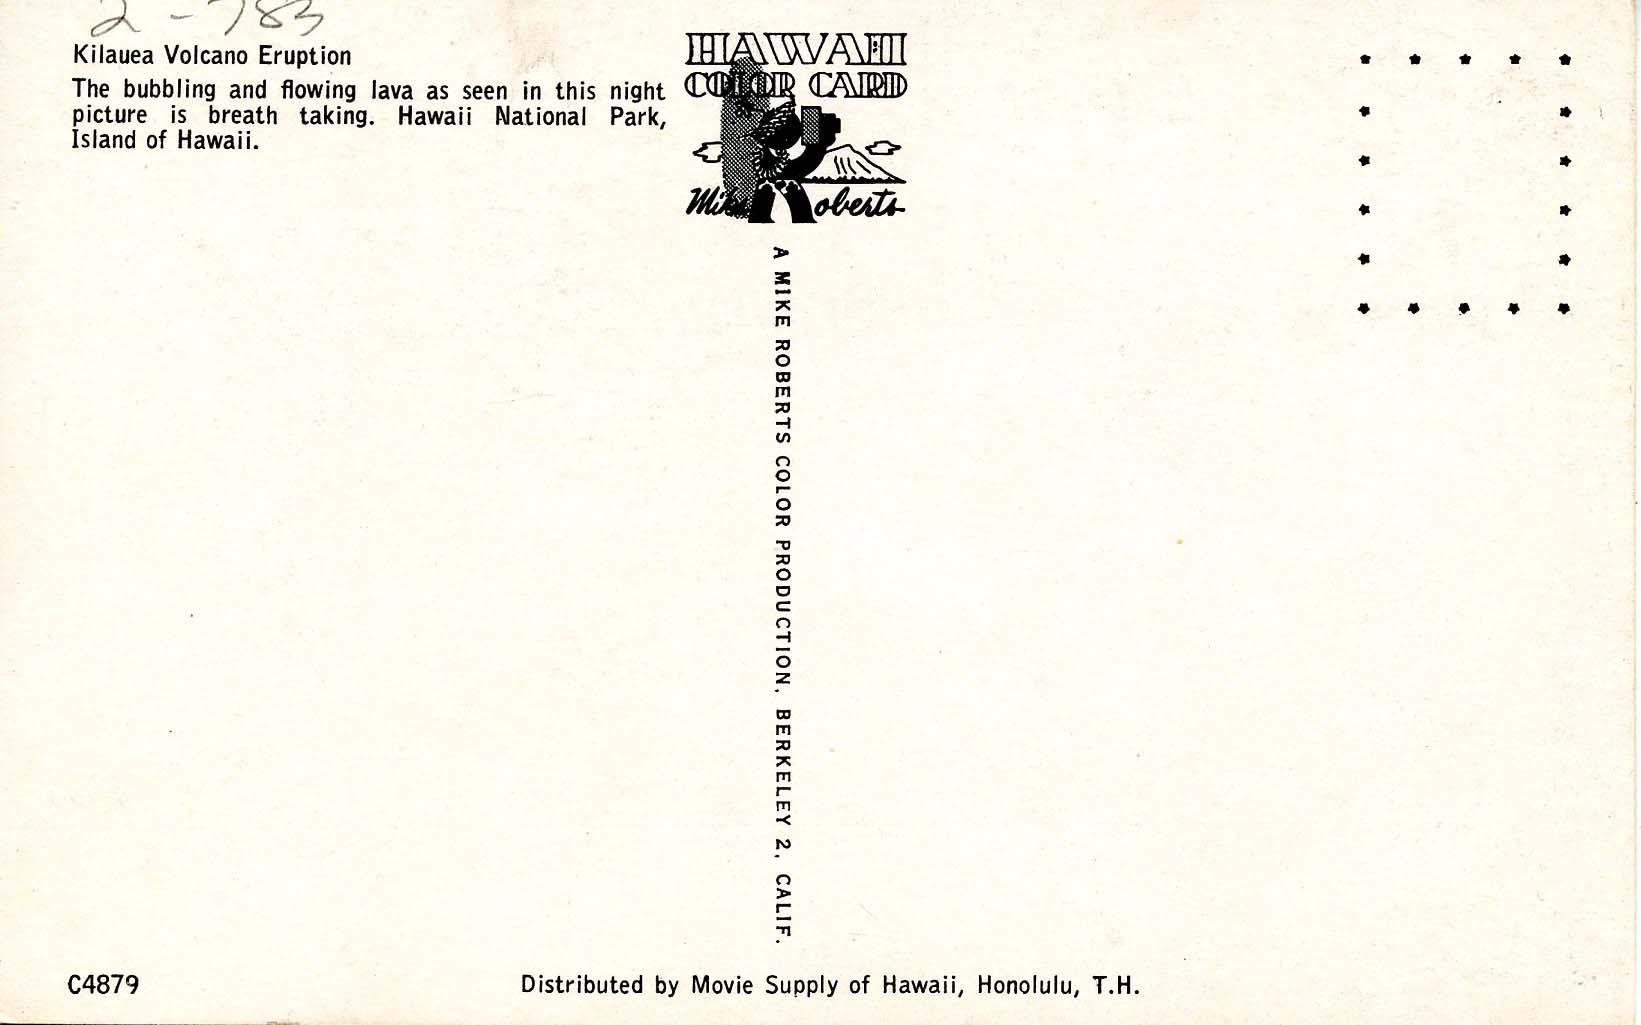 2-783
Kilauea Volcano Eruption
The bubbling and flowing lava as seen in this night
picture is breath taking. Hawaii National Park,
Island of Hawaii.
HAWAII
COLOR CARD
Mike Roberts
A MIKE ROBERTS COLOR PRODUCTION, BERKELEY 2, CALIF.
C4879
Distributed by Movie Supply of Hawaii, Honolulu, T.H.